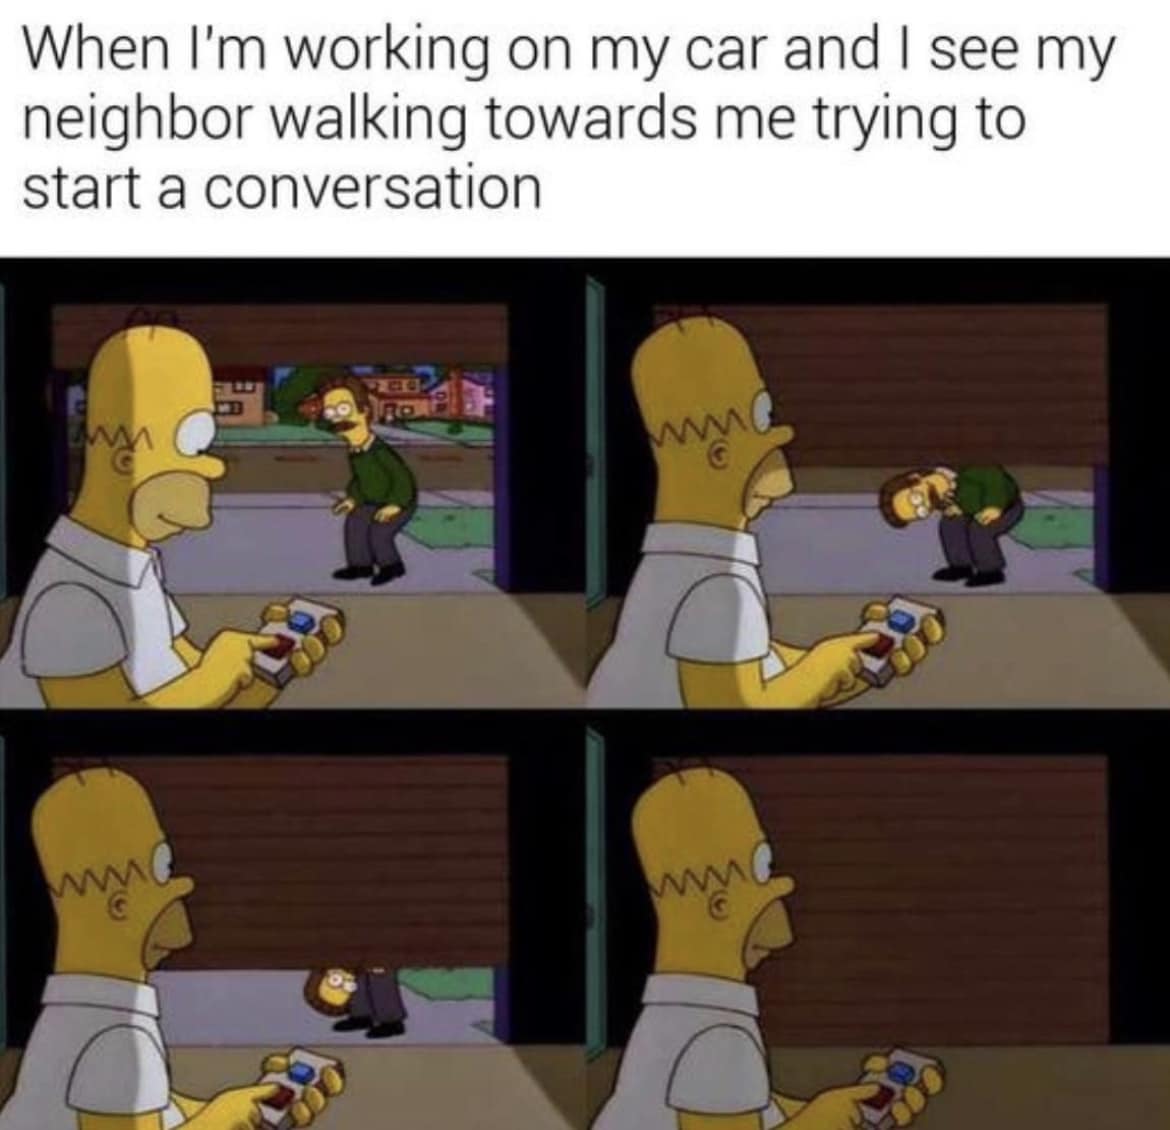 When I'm working on my car and I see my
neighbor walking towards me trying to
start a conversation